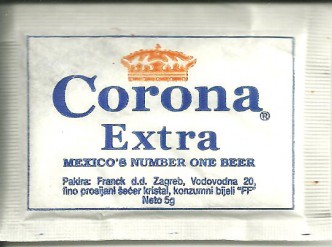 Corona®
Extra
MEXICO'S NUMBER ONE BEER
Pakira: Franck d.d. Zagreb, Vodovodna 20,
fino prosijani šećer kristal, konzumni bijeli "FF"
Neto 5g